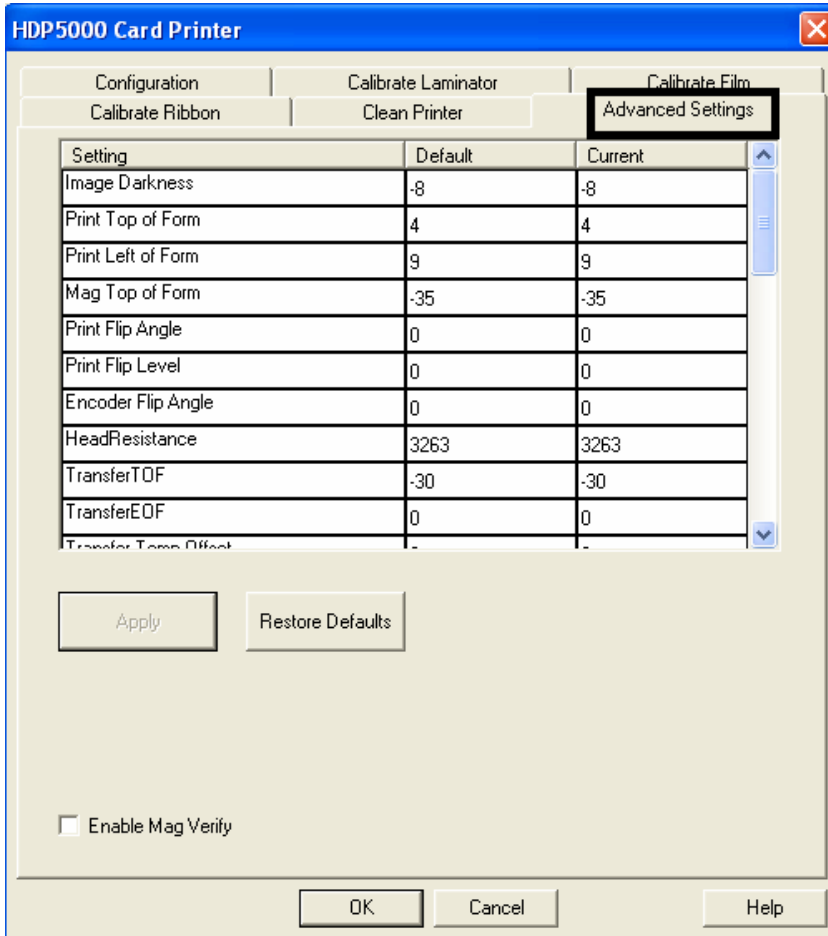 HDP5000 Card Printer
Configuration Calibrate Laminator Calibrate Film
Calibrate Ribbon Clean Printer Advanced Settings
Setting Default Current
Image Darkness -8 -8
Print Top of Form 4 4
Print Left of Form 9 9
Mag Top of Form -35 -35
Print Flip Angle 0 0
Print Flip Level 0 0
Encoder Flip Angle 0 0
HeadResistance 3263 3263
TransferTOF -30 -30
TransferEOF 0 0
Transfer Temp Offset
Apply Restore Defaults
Enable Mag Verify
OK Cancel Help